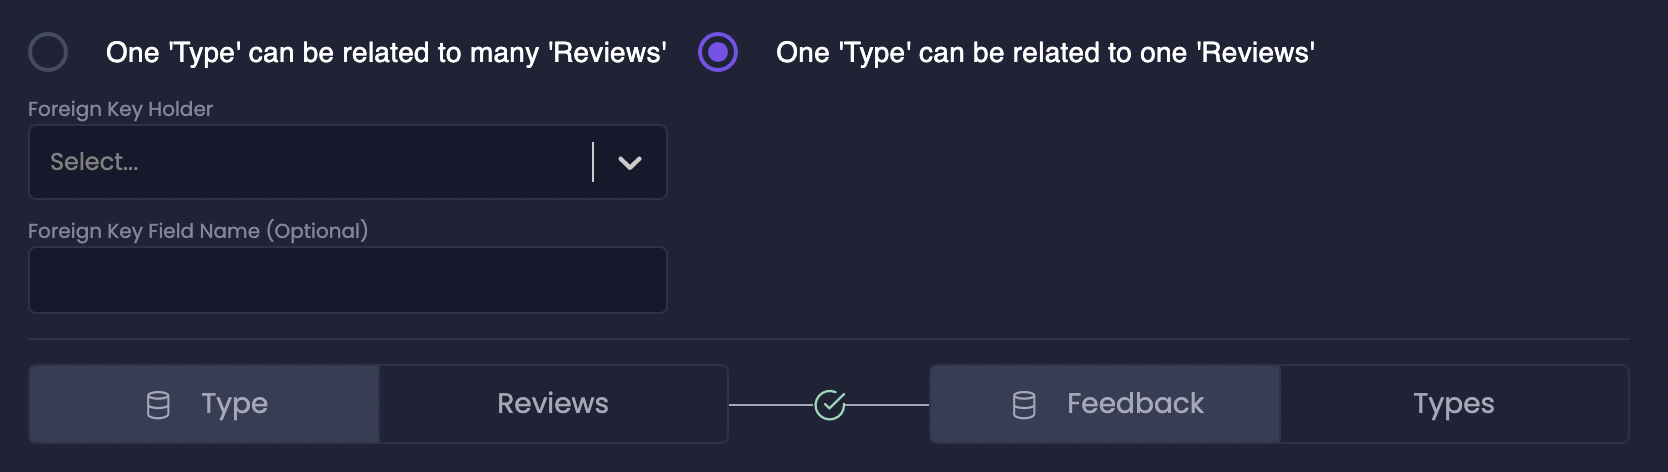 One 'Type' can be related to many 'Reviews' One 'Type' can be related to one 'Reviews'
Foreign Key Holder
Select...
Foreign Key Field Name (Optional)
Type Reviews Feedback Types